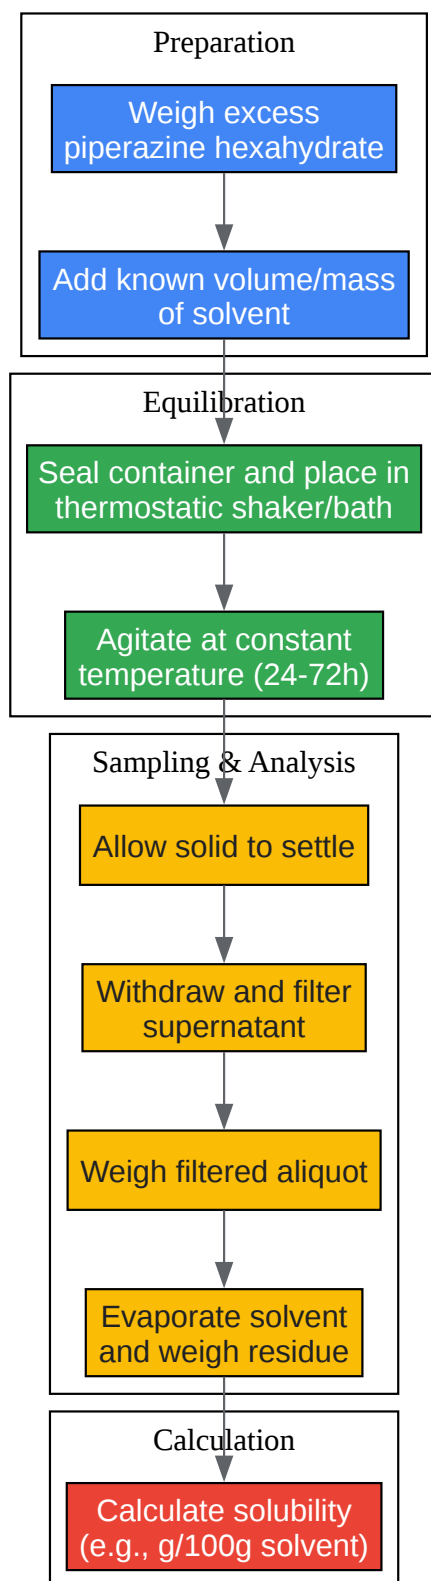 Preparation
Weigh excess
piperazine hexahydrate
Add known volume/mass
of solvent
Equilibration
Seal container and place in
thermostatic shaker/bath
Agitate at constant
temperature (24-72h)
Sampling & Analysis
Allow solid to settle
Withdraw and filter
supernatant
Weigh filtered aliquot
Evaporate solvent
and weigh residue
Calculation
Calculate solubility
(e.g., g/100g solvent)